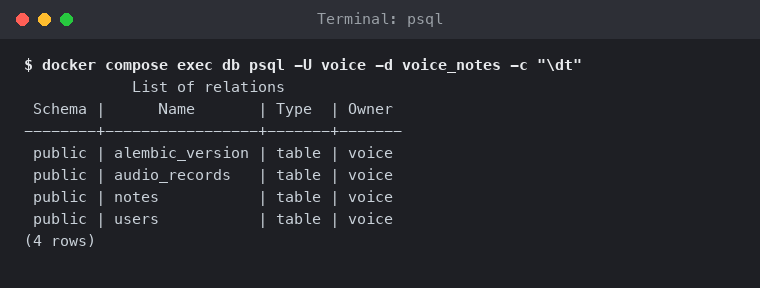 Terminal: psql
$ docker compose exec db psql -U voice -d voice_notes -c "\dt"
            List of relations
 Schema |      Name       | Type  | Owner
--------+-----------------+-------+-------
 public | alembic_version | table | voice
 public | audio_records   | table | voice
 public | notes           | table | voice
 public | users           | table | voice
(4 rows)